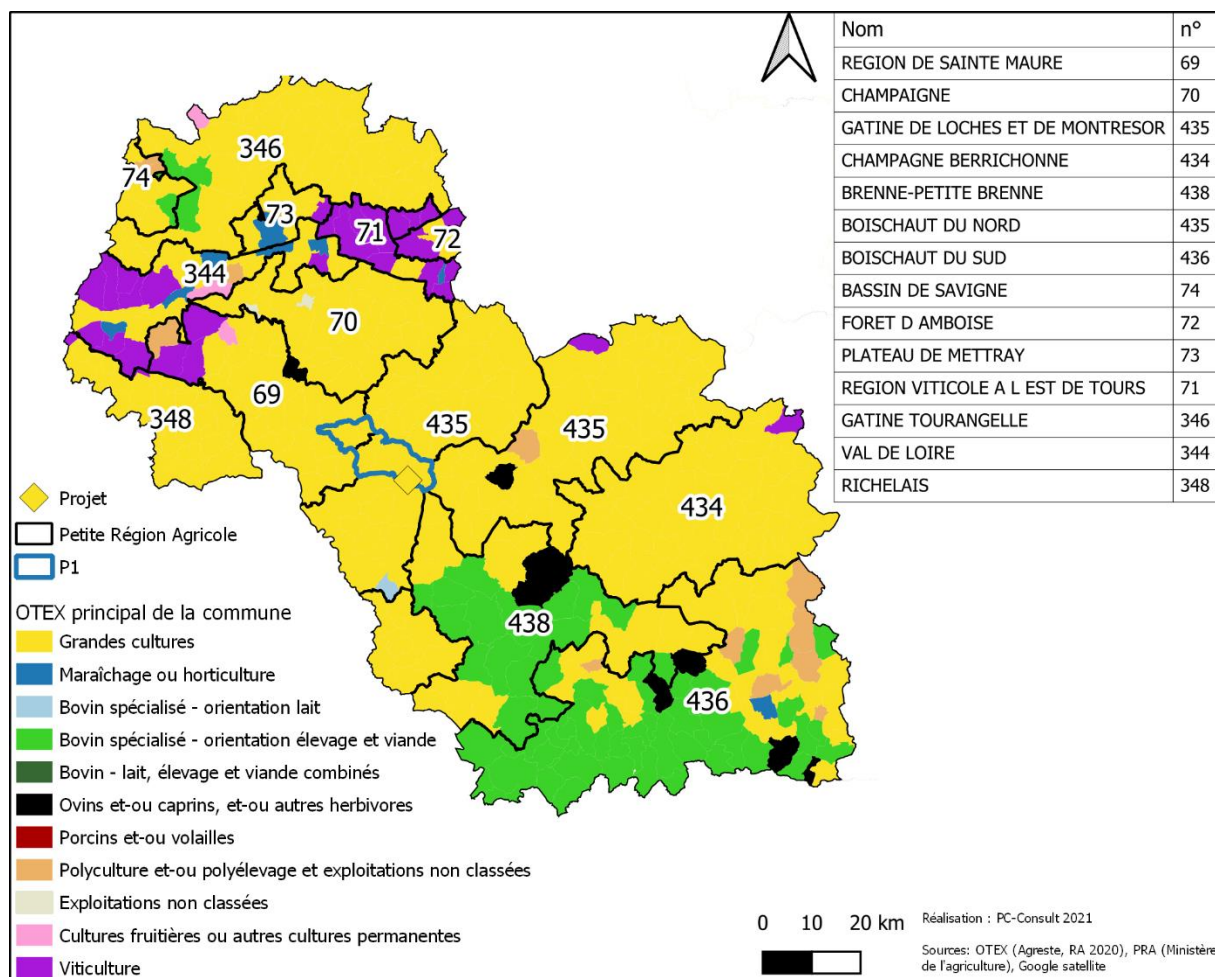 Nom n°
REGION DE SAINTE MAURE 69
CHAMPAIGNE 70
GATINE DE LOCHES ET DE MONTRESOR 435
CHAMPAGNE BERRICHONNE 434
BRENNE-PETITE BRENNE 438
BOISCHAUT DU NORD 435
BOISCHAUT DU SUD 436
BASSIN DE SAVIGNE 74
FORET D AMBOISE 72
PLATEAU DE METTRAY 73
REGION VITICOLE A L EST DE TOURS 71
GATINE TOURANGELLE 346
VAL DE LOIRE 344
RICHELAIS 348
346
74
73
71
72
344
70
69
348
435
435
434
438
436
Projet
Petite Région Agricole
P1
OTEX principal de la commune
Grandes cultures
Maraîchage ou horticulture
Bovin spécialisé - orientation lait
Bovin spécialisé - orientation élevage et viande
Bovin - lait, élevage et viande combinés
Ovins et-ou caprins, et-ou autres herbivores
Porcins et-ou volailles
Polyculture et-ou polyélevage et exploitations non classées
Exploitations non classées
Cultures fruitières ou autres cultures permanentes
Viticulture
0 10 20 km
Réalisation : PC-Consult 2021
Sources: OTEX (Agreste, RA 2020), PRA (Ministère
de l'agriculture), Google satellite